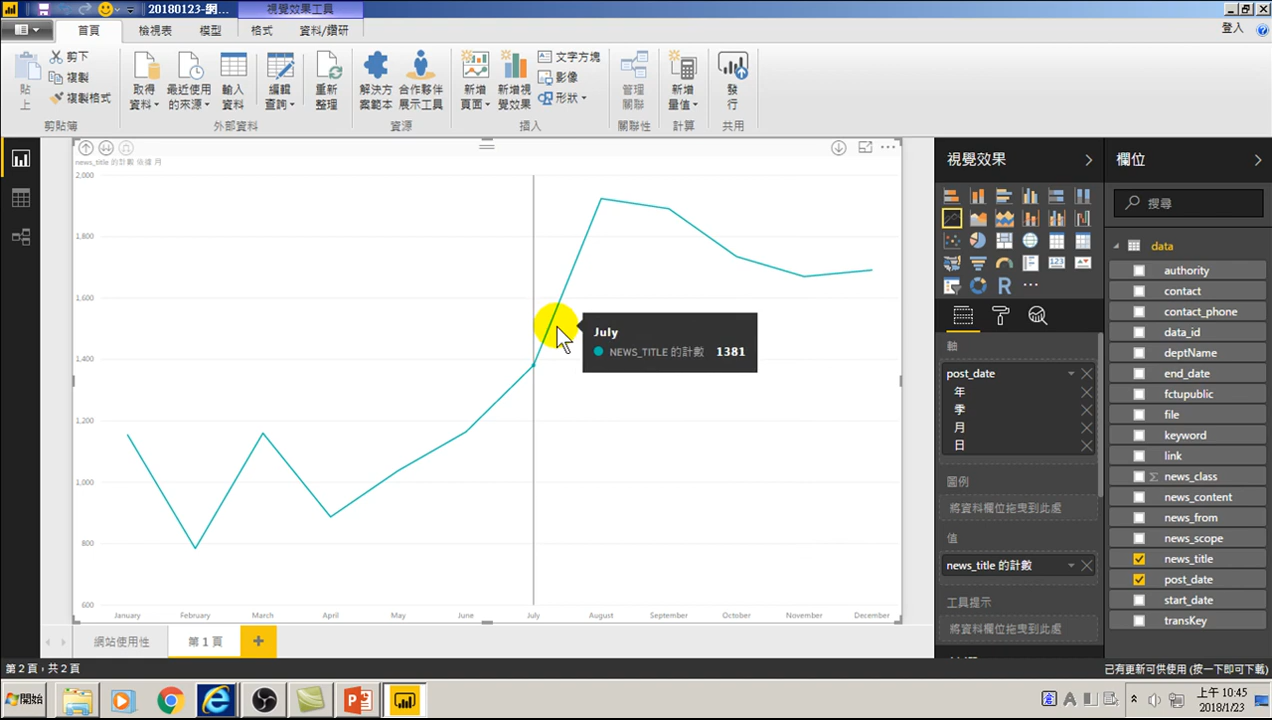 20180123-網...
視覺效果工具
登入
首頁
檢視表
模型
格式
資料/鑽研
貼上
剪下
複製
複製格式
剪貼簿
取得資料
最近使用的來源
輸入資料
編輯查詢
重新整理
外部資料
解決方案範本
合作夥伴展示工具
資源
新增頁面
新增視覺效果
文字方塊
影像
形狀
插入
管理關聯
關聯性
新增量值
計算
發行
共用
news_title 的計數 依據 月
2,000
1,800
1,600
1,400
1,200
1,000
800
600
January
February
March
April
May
June
July
August
September
October
November
December
July
NEWS_TITLE 的計數 1381
視覺效果
123
R
軸
post_date
年
季
月
日
圖例
將資料欄位拖曳到此處
值
news_title 的計數
工具提示
將資料欄位拖曳到此處
欄位
搜尋
data
authority
contact
contact_phone
data_id
deptName
end_date
fctupublic
file
keyword
link
Σ news_class
news_content
news_from
news_scope
news_title
post_date
start_date
transKey
網站使用性
第 1 頁
+
第 2 頁，共 2 頁
已有更新可供使用 (按一下即可下載)
開始
上午 10:45
2018/1/23